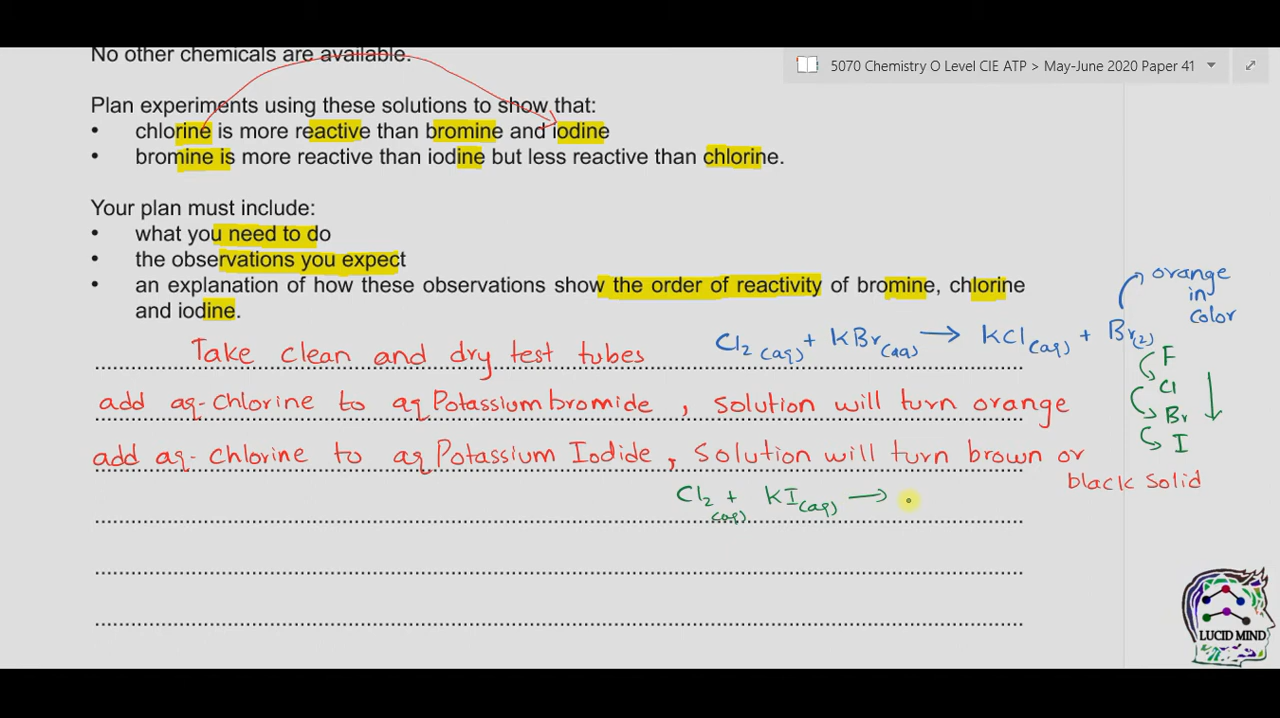 No other chemicals are available.
5070 Chemistry O Level CIE ATP > May-June 2020 Paper 41
Plan experiments using these solutions to show that:
• chlorine is more reactive than bromine and iodine
• bromine is more reactive than iodine but less reactive than chlorine.
Your plan must include:
• what you need to do
• the observations you expect
• an explanation of how these observations show the order of reactivity of bromine, chlorine
and iodine.
orange
in
color
Take clean and dry test tubes
Cl2 (aq) + KBr(aq) → KCl(aq) + Br(2)
F
Cl
Br
I
add aq-Chlorine to aq Potassium bromide , solution will turn orange
add aq- Chlorine to aq Potassium Iodide , Solution will turn brown or
black solid
Cl2 (aq) + KI(aq) →
LUCID MIND